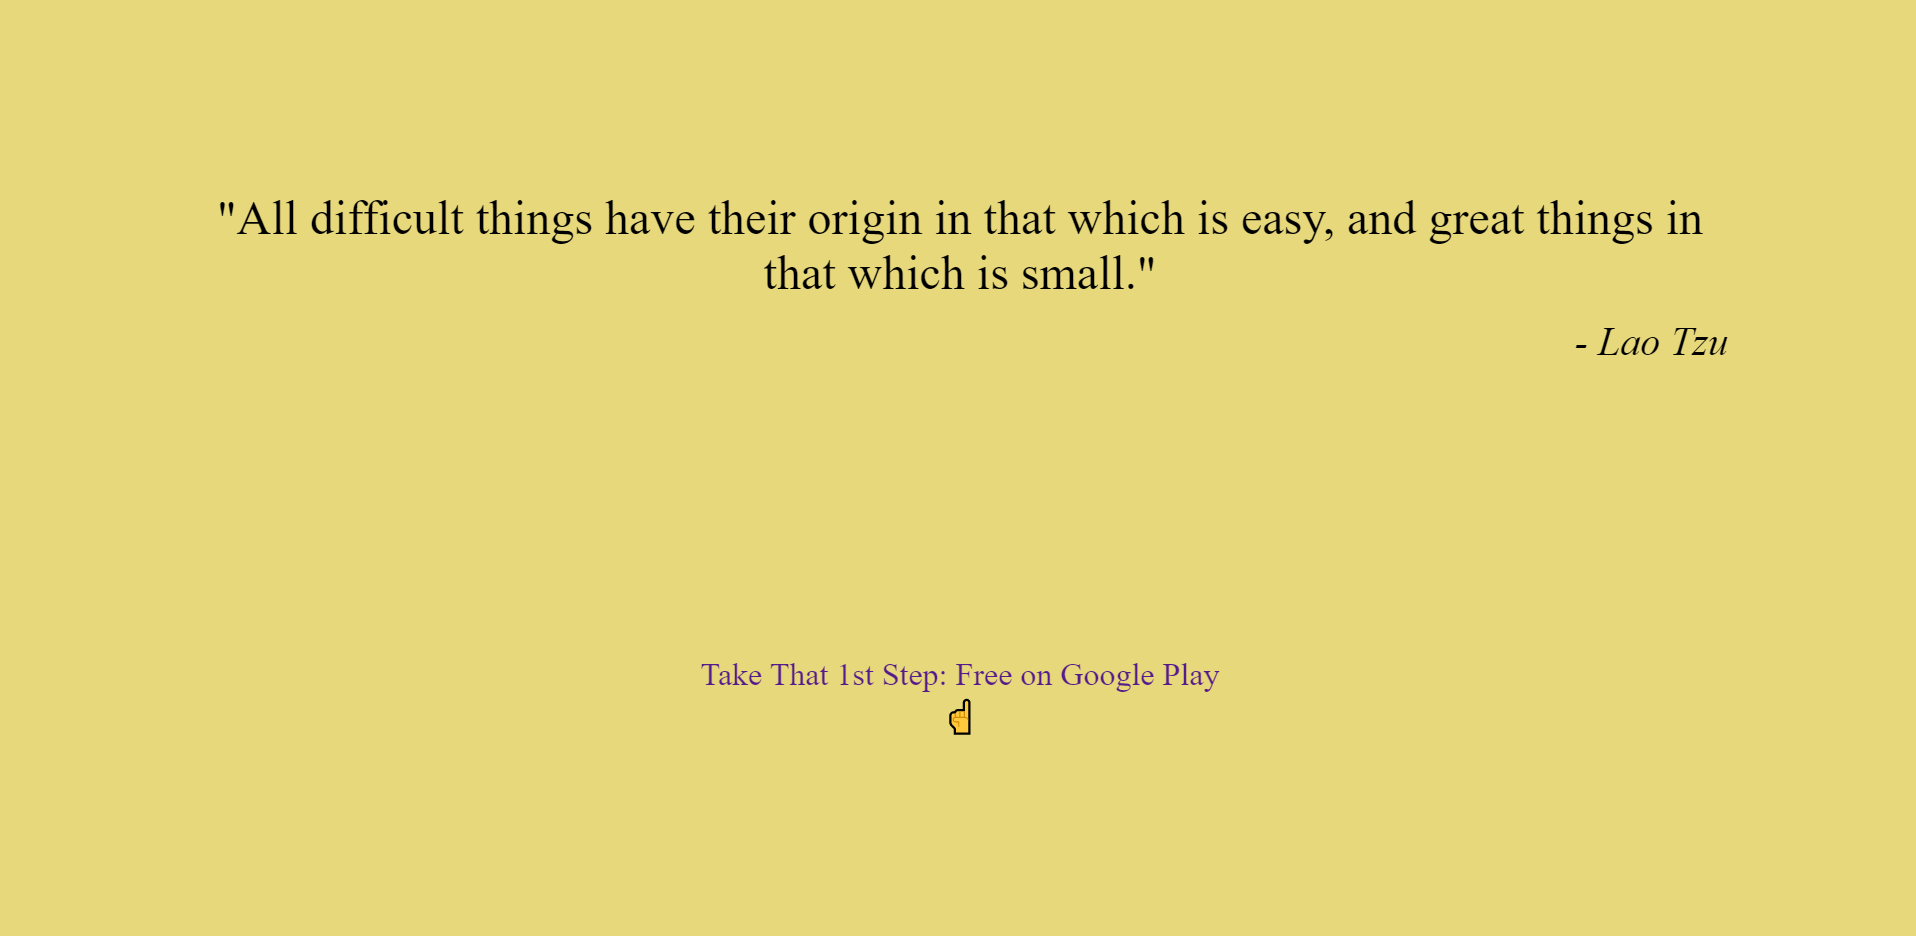 "All difficult things have their origin in that which is easy, and great things in
that which is small."
- Lao Tzu
Take That 1st Step: Free on Google Play